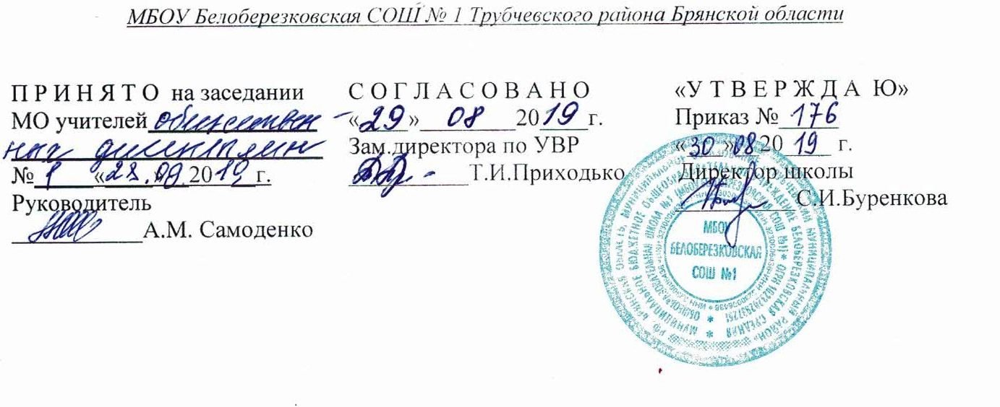 МБОУ Белоберезковская СОШ № 1 Трубчевского района Брянской области
П Р И Н Я Т О на заседании
МО учителей обществен-
ных дисциплин
№ 1 «28.08 2019 г.
Руководитель
А.М. Самоденко
С О Г Л А С О В А Н О
«29» 08 2019 г.
Зам.директора по УВР
Т.И.Приходько
«У Т В Е Р Ж Д А Ю»
Приказ № 176
«30» 08 20 19 г.
Директор школы
С.И.Буренкова
МБОУ
БЕЛОБЕРЕЗКОВСКАЯ
СОШ №1